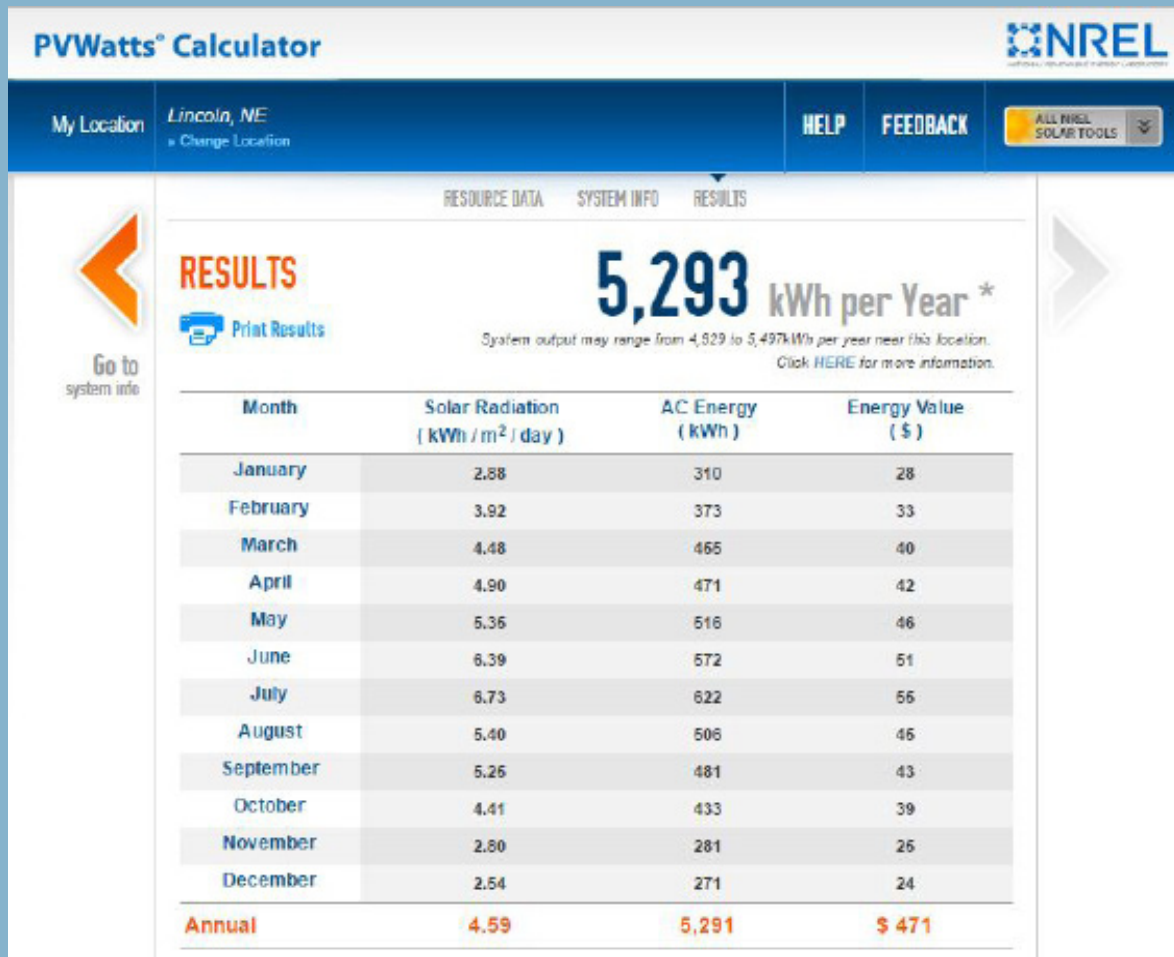 PVWatts® Calculator
NREL
My Location
Lincoln, NE
» Change Location
HELP
FEEDBACK
ALL NREL
SOLAR TOOLS
RESOURCE DATA SYSTEM INFO RESULTS
Go to
system info
RESULTS
Print Results
5,293 kWh per Year *
System output may range from 4,929 to 5,497kWh per year near this location.
Click HERE for more information.
Month Solar Radiation AC Energy Energy Value
( kWh / m² / day ) ( kWh ) ( $ )
January 2.88 310 28
February 3.92 373 33
March 4.48 455 40
April 4.90 471 42
May 5.35 516 46
June 6.39 572 51
July 6.73 622 55
August 5.40 506 45
September 5.25 481 43
October 4.41 433 39
November 2.80 281 25
December 2.54 271 24
Annual 4.59 5,291 $ 471